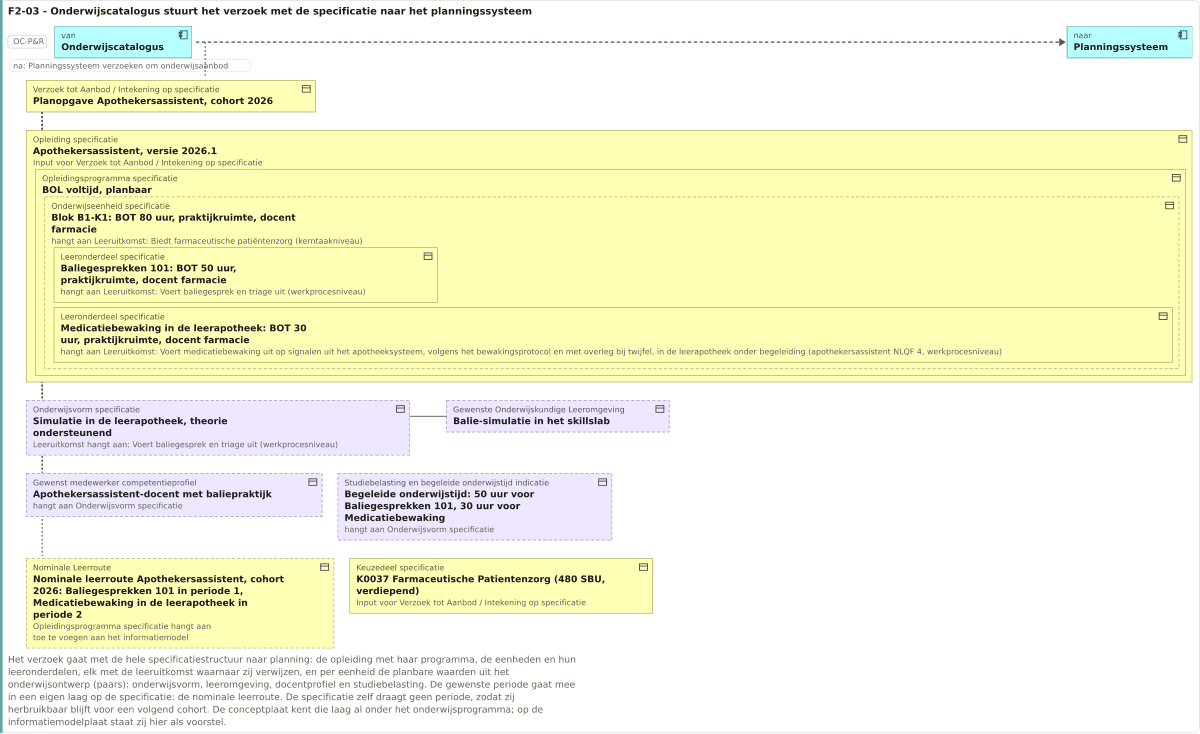 F2-03 - Onderwijscatalogus stuurt het verzoek met de specificatie naar het planningssysteem
OC-P&R
van
Onderwijscatalogus
naar
Planningssysteem
na: Planningssysteem verzoeken om onderwijsaanbod
Verzoek tot Aanbod / Intekening op specificatie
Planopgave Apothekersassistent, cohort 2026
Opleiding specificatie
Apothekersassistent, versie 2026.1
Input voor Verzoek tot Aanbod / Intekening op specificatie
Opleidingsprogramma specificatie
BOL voltijd, planbaar
Onderwijseenheid specificatie
Blok B1-K1: BOT 80 uur, praktijkruimte, docent
farmacie
hangt aan Leeruitkomst: Biedt farmaceutische patiëntenzorg (kerntaakniveau)
Leeronderdeel specificatie
Baliegesprekken 101: BOT 50 uur,
praktijkruimte, docent farmacie
hangt aan Leeruitkomst: Voert baliegesprek en triage uit (werkprocesniveau)
Leeronderdeel specificatie
Medicatiebewaking in de leerapotheek: BOT 30
uur, praktijkruimte, docent farmacie
hangt aan Leeruitkomst: Voert medicatiebewaking uit op signalen uit het apotheeksysteem, volgens het bewakingsprotocol en met overleg bij twijfel, in de leerapotheek onder begeleiding (apothekersassistent NLQF 4, werkprocesniveau)
Onderwijsvorm specificatie
Simulatie in de leerapotheek, theorie
ondersteunend
Leeruitkomst hangt aan: Voert baliegesprek en triage uit (werkprocesniveau)
Gewenste Onderwijskundige Leeromgeving
Balie-simulatie in het skillslab
Gewenst medewerker competentieprofiel
Apothekersassistent-docent met baliepraktijk
hangt aan Onderwijsvorm specificatie
Studiebelasting en begeleide onderwijstijd indicatie
Begeleide onderwijstijd: 50 uur voor
Baliegesprekken 101, 30 uur voor
Medicatiebewaking
hangt aan Onderwijsvorm specificatie
Nominale Leerroute
Nominale leerroute Apothekersassistent, cohort
2026: Baliegesprekken 101 in periode 1,
Medicatiebewaking in de leerapotheek in
periode 2
Opleidingsprogramma specificatie hangt aan
toe te voegen aan het informatiemodel
Keuzedeel specificatie
K0037 Farmaceutische Patientenzorg (480 SBU,
verdiepend)
Input voor Verzoek tot Aanbod / Intekening op specificatie
Het verzoek gaat met de hele specificatiestructuur naar planning: de opleiding met haar programma, de eenheden en hun
leeronderdelen, elk met de leeruitkomst waarnaar zij verwijzen, en per eenheid de planbare waarden uit het
onderwijsontwerp (paars): onderwijsvorm, leeromgeving, docentprofiel en studiebelasting. De gewenste periode gaat mee
in een eigen laag op de specificatie: de nominale leerroute. De specificatie zelf draagt geen periode, zodat zij
herbruikbaar blijft voor een volgend cohort. De conceptplaat kent die laag al onder het onderwijsprogramma; op de
informatiemodelplaat staat zij hier als voorstel.